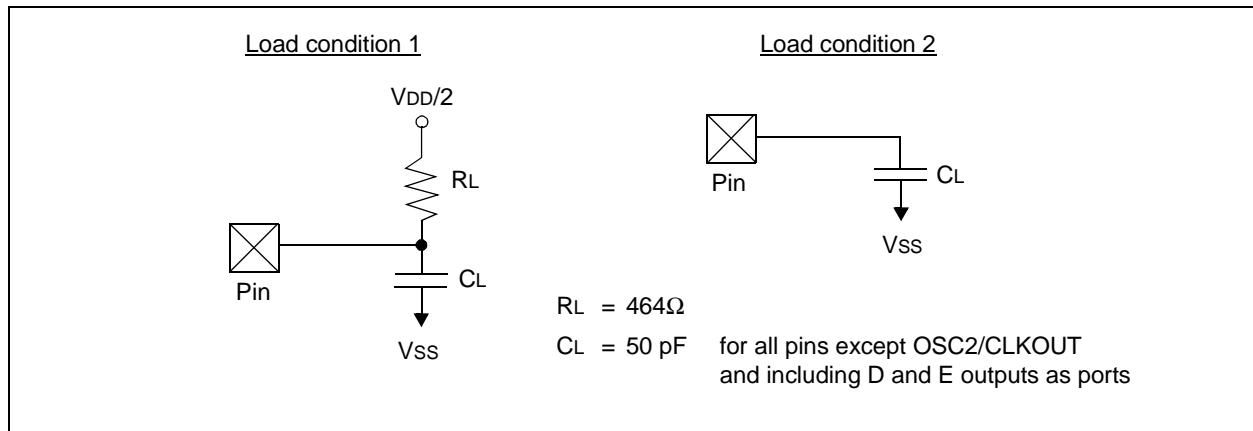 Load condition 1
VDD/2
RL
Pin
CL
VSS
Load condition 2
Pin
CL
VSS
RL = 464Ω
CL = 50 pF for all pins except OSC2/CLKOUT
and including D and E outputs as ports